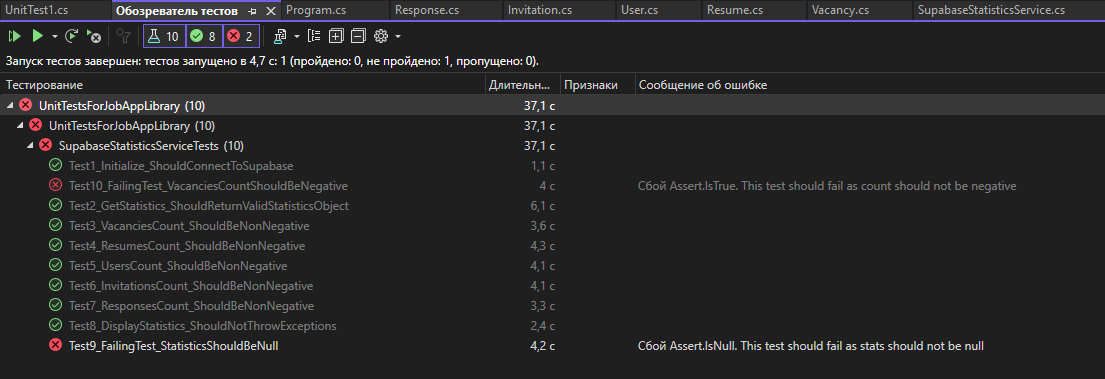 UnitTest1.cs Обозреватель тестов Program.cs Response.cs Invitation.cs User.cs Resume.cs Vacancy.cs SupabaseStatisticsService.cs
10 8 2
Запуск тестов завершен: тестов запущено в 4,7 с: 1 (пройдено: 0, не пройдено: 1, пропущено: 0).
Тестирование Длительн... Признаки Сообщение об ошибке
UnitTestsForJobAppLibrary (10) 37,1 с
UnitTestsForJobAppLibrary (10) 37,1 с
SupabaseStatisticsServiceTests (10) 37,1 с
Test1_Initialize_ShouldConnectToSupabase 1,1 с
Test10_FailingTest_VacanciesCountShouldBeNegative 4 с Сбой Assert.IsTrue. This test should fail as count should not be negative
Test2_GetStatistics_ShouldReturnValidStatisticsObject 6,1 с
Test3_VacanciesCount_ShouldBeNonNegative 3,6 с
Test4_ResumesCount_ShouldBeNonNegative 4,3 с
Test5_UsersCount_ShouldBeNonNegative 4,1 с
Test6_InvitationsCount_ShouldBeNonNegative 4,1 с
Test7_ResponsesCount_ShouldBeNonNegative 3,3 с
Test8_DisplayStatistics_ShouldNotThrowExceptions 2,4 с
Test9_FailingTest_StatisticsShouldBeNull 4,2 с Сбой Assert.IsNull. This test should fail as stats should not be null